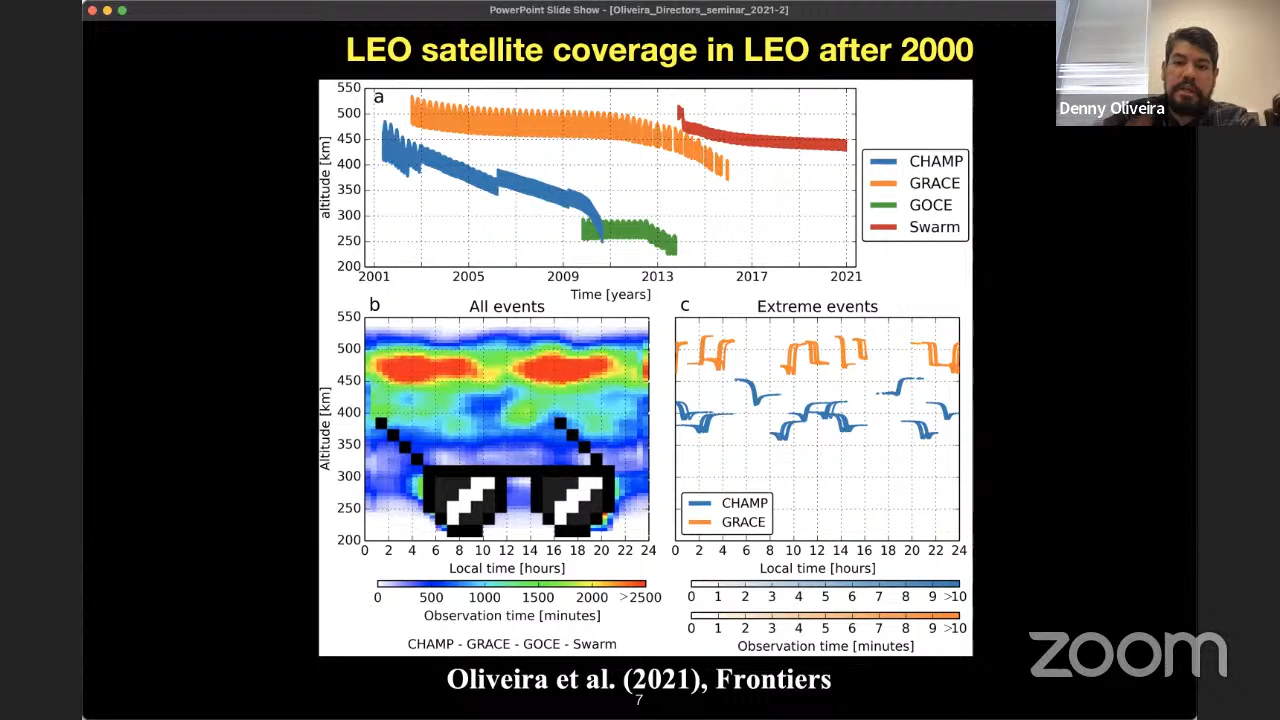 PowerPoint Slide Show - [Oliveira_Directors_seminar_2021-2]
LEO satellite coverage in LEO after 2000
Denny Oliveira
a
550
500
450
400
350
300
250
200
altitude [km]
2001 2005 2009 2013 2017 2021
Time [years]
CHAMP
GRACE
GOCE
Swarm
b All events
550
500
450
400
350
300
250
200
Altitude [km]
0 2 4 6 8 10 12 14 16 18 20 22 24
Local time [hours]
0 500 1000 1500 2000 >2500
Observation time [minutes]
CHAMP - GRACE - GOCE - Swarm
c Extreme events
CHAMP
GRACE
0 2 4 6 8 10 12 14 16 18 20 22 24
Local time [hours]
0 1 2 3 4 5 6 7 8 9 >10
0 1 2 3 4 5 6 7 8 9 >10
Observation time [minutes]
Oliveira et al. (2021), Frontiers
7
zoom